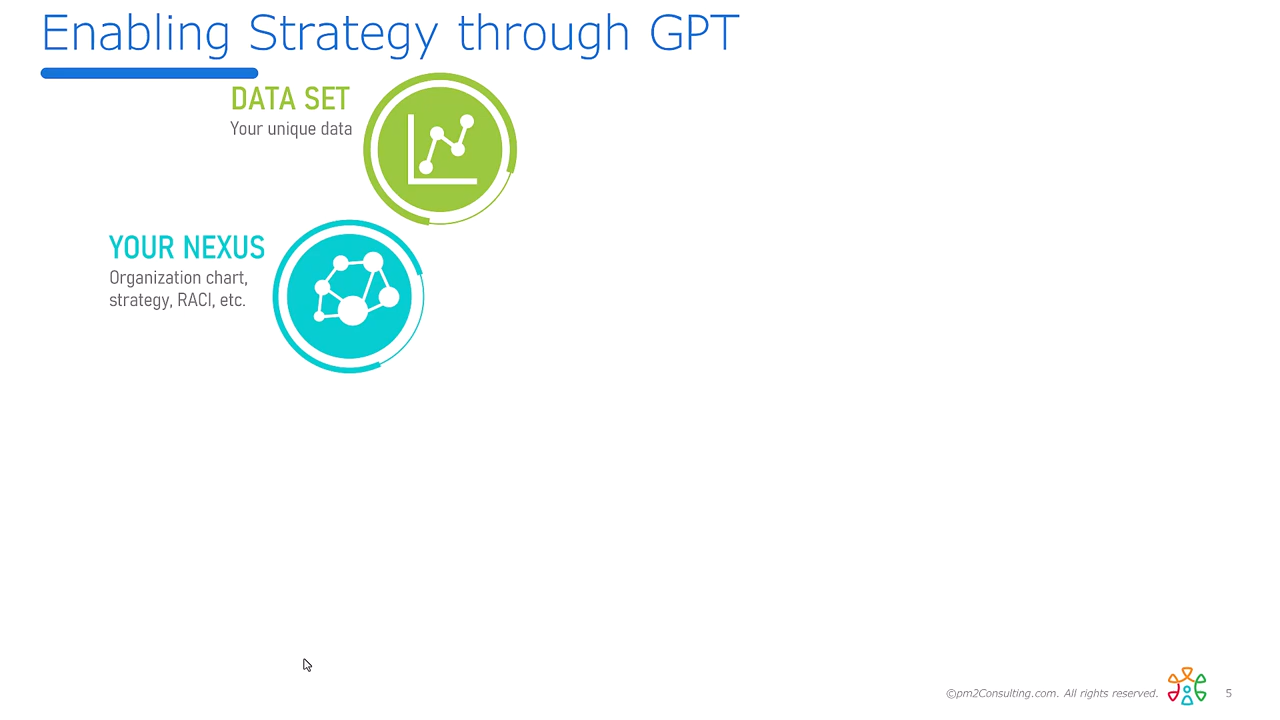 Enabling Strategy through GPT
DATA SET
Your unique data
YOUR NEXUS
Organization chart,
strategy, RACI, etc.
©pm2Consulting.com. All rights reserved.
5